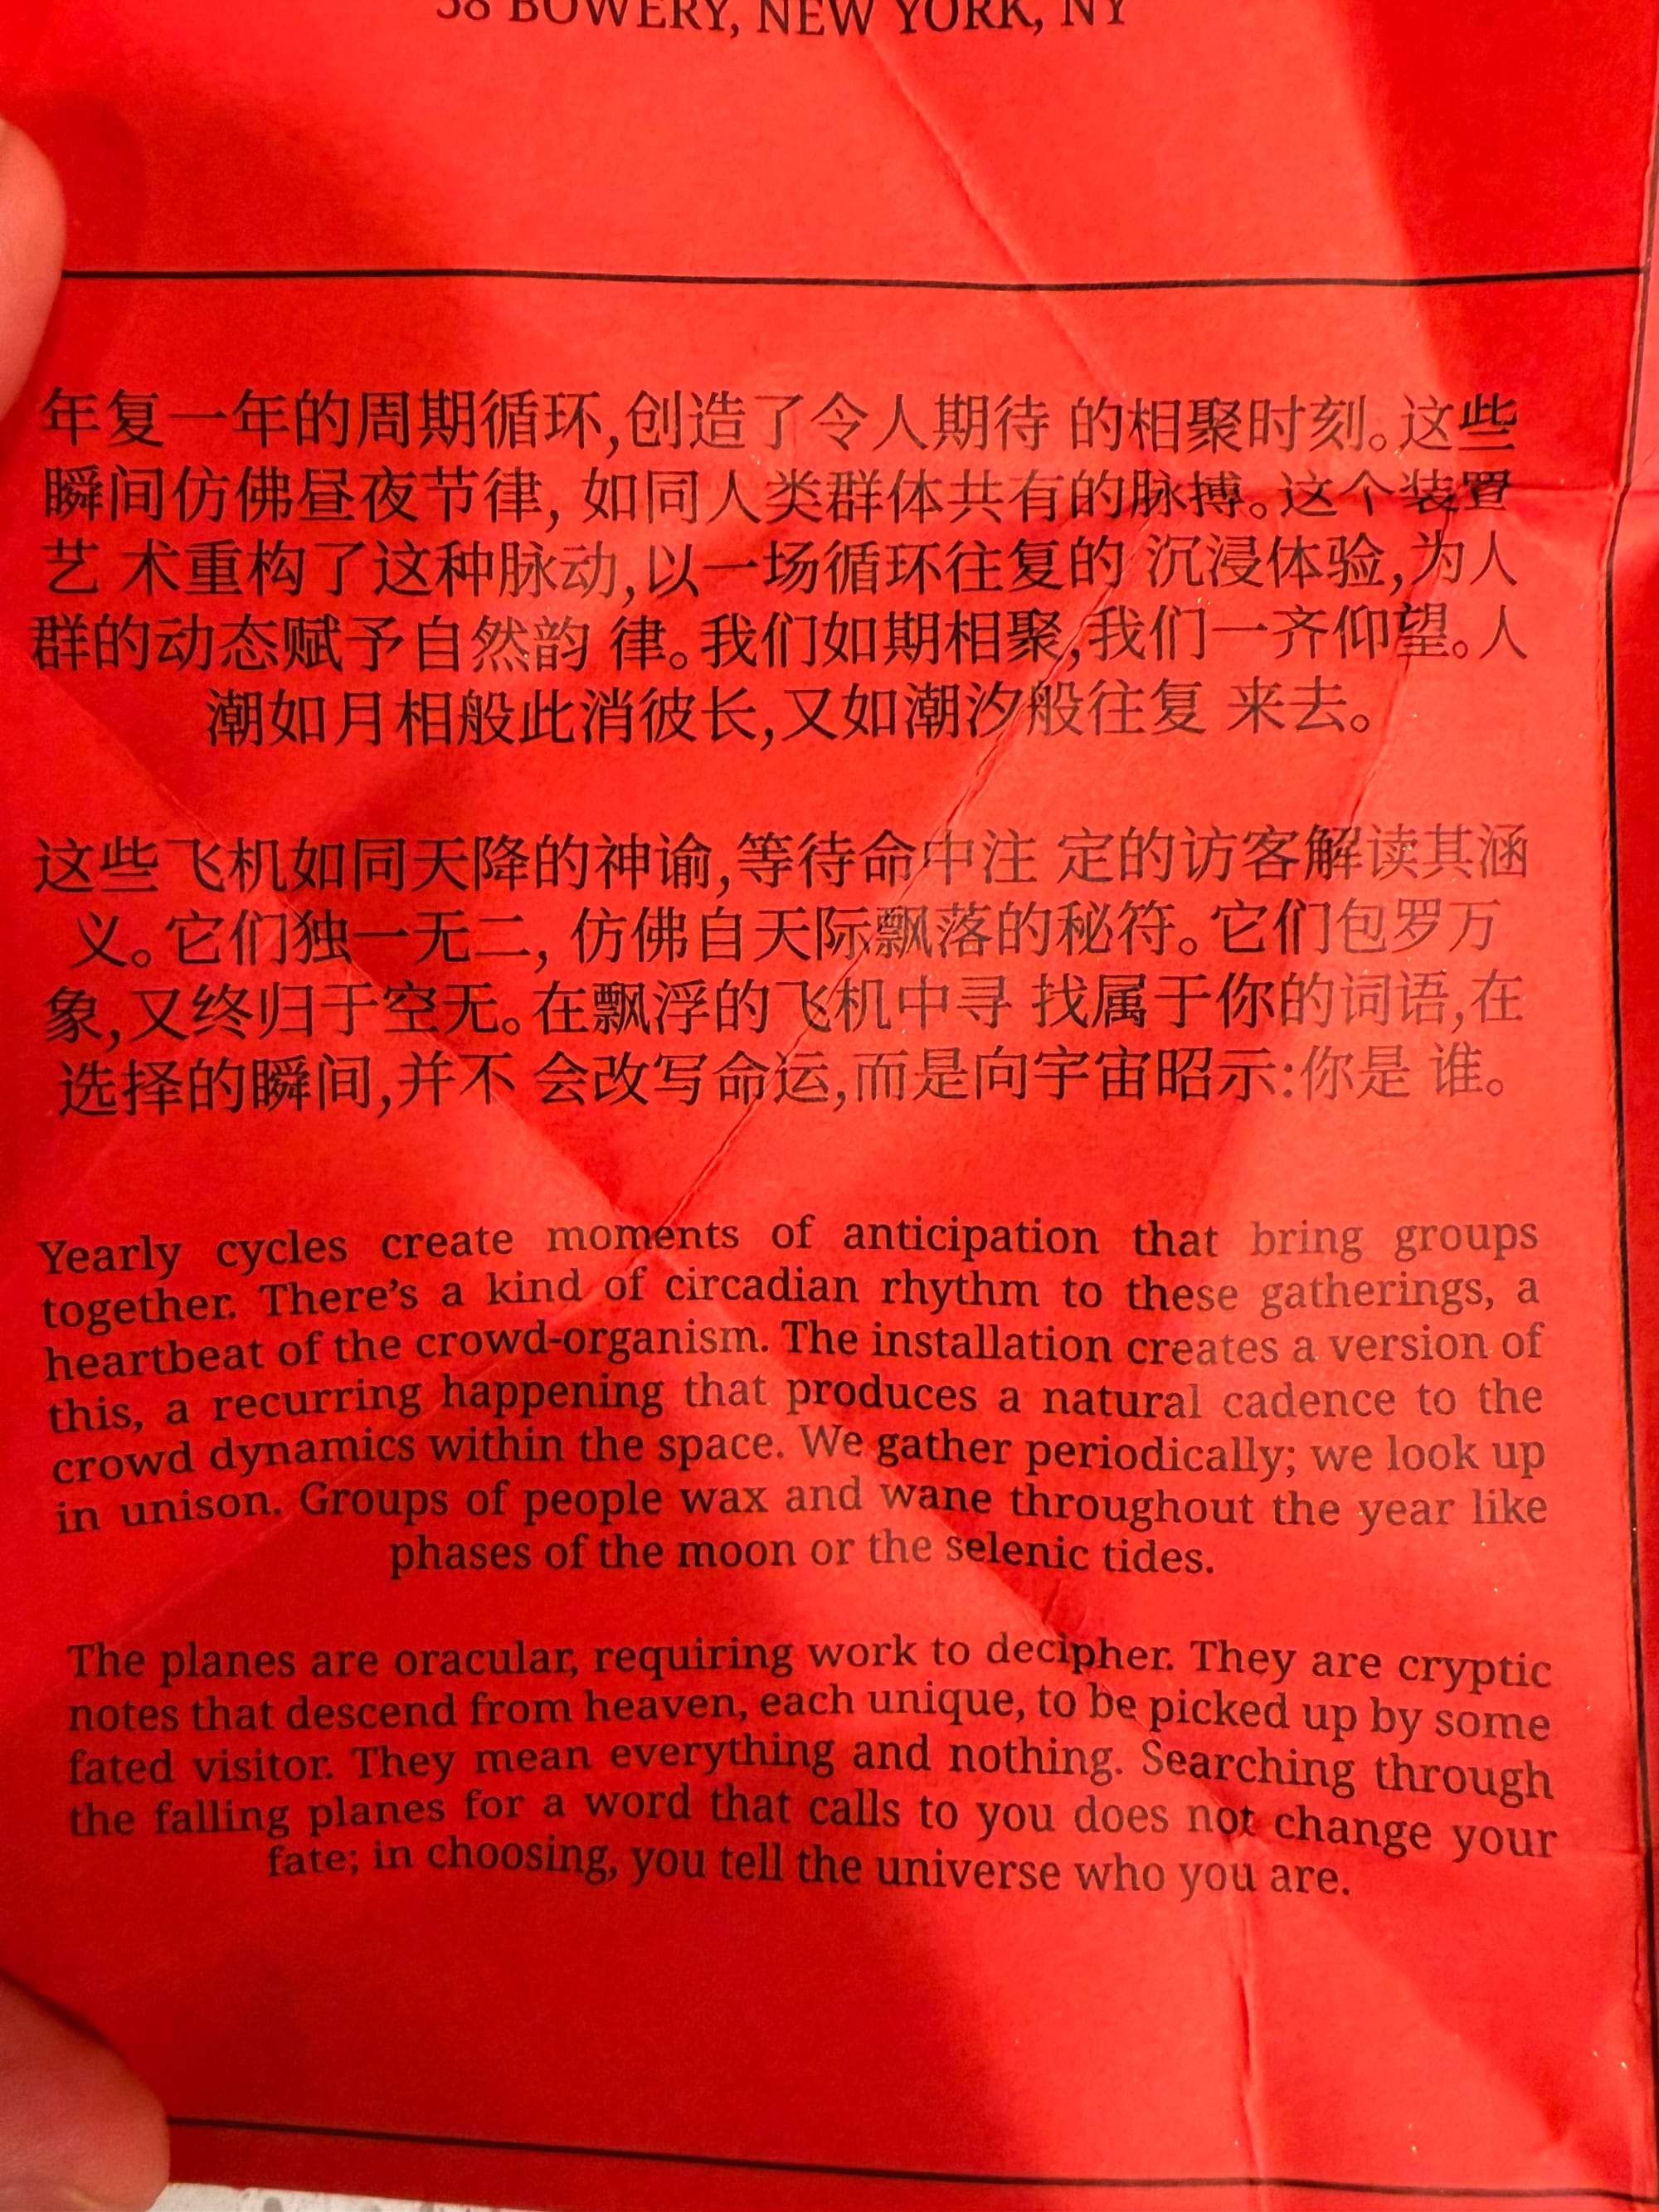 58 BOWERY, NEW YORK, NY
年复一年的周期循环,创造了令人期待 的相聚时刻。这些
瞬间仿佛昼夜节律, 如同人类群体共有的脉搏。这个装置
艺 术重构了这种脉动,以一场循环往复的 沉浸体验,为人
群的动态赋予自然韵 律。我们如期相聚,我们一齐仰望。人
潮如月相般此消彼长,又如潮汐般往复 来去。
这些飞机如同天降的神谕,等待命中注 定的访客解读其涵
义。它们独一无二, 仿佛自天际飘落的秘符。它们包罗万
象,又终归于空无。在飘浮的飞机中寻 找属于你的词语,在
选择的瞬间,并不 会改写命运,而是向宇宙昭示:你是 谁。
Yearly cycles create moments of anticipation that bring groups
together. There’s a kind of circadian rhythm to these gatherings, a
heartbeat of the crowd-organism. The installation creates a version of
this, a recurring happening that produces a natural cadence to the
crowd dynamics within the space. We gather periodically; we look up
in unison. Groups of people wax and wane throughout the year like
phases of the moon or the selenic tides.
The planes are oracular, requiring work to decipher. They are cryptic
notes that descend from heaven, each unique, to be picked up by some
fated visitor. They mean everything and nothing. Searching through
the falling planes for a word that calls to you does not change your
fate; in choosing, you tell the universe who you are.